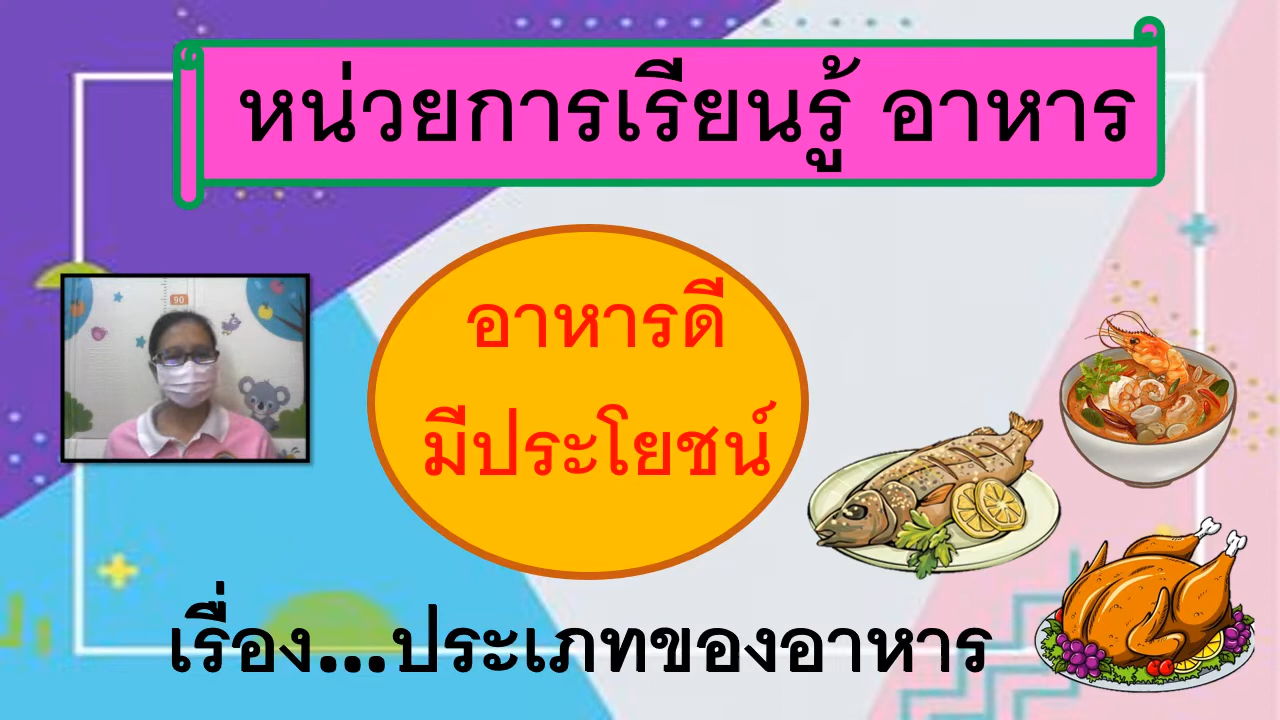 หน่วยการเรียนรู้ อาหาร
อาหารดี
มีประโยชน์
90
เรื่อง...ประเภทของอาหาร